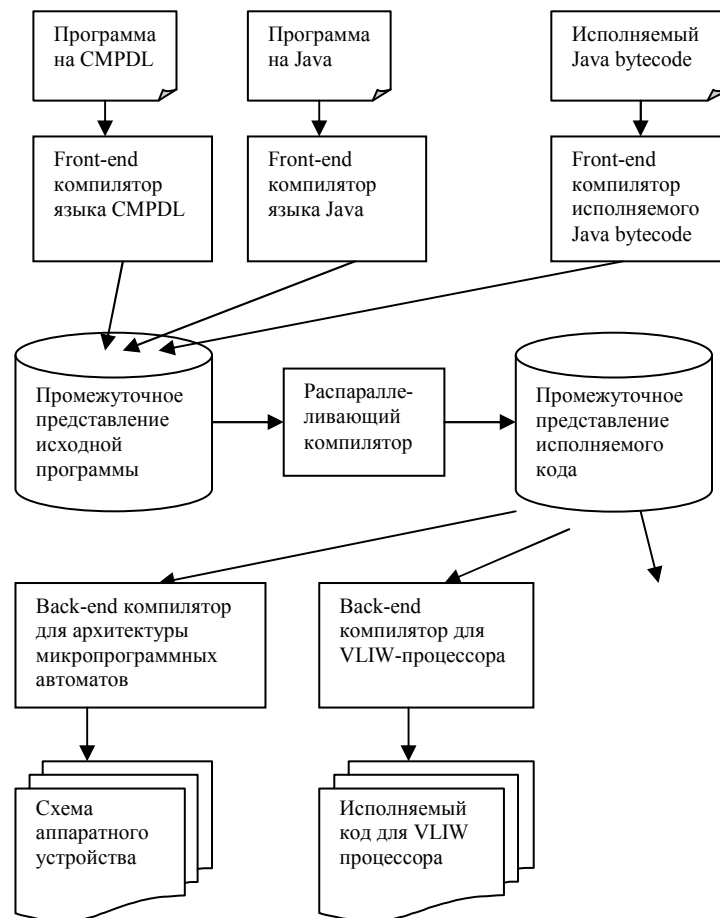 Программа
на CMPDL
Программа
на Java
Исполняемый
Java bytecode
Front-end
компилятор
языка CMPDL
Front-end
компилятор
языка Java
Front-end
компилятор
исполняемого
Java bytecode
Промежуточное
представление
исходной
программы
Распаралле-
ливающий
компилятор
Промежуточное
представление
исполняемого
кода
Back-end компилятор
для архитектуры
микропрограммных
автоматов
Back-end
компилятор для
VLIW-процессора
Схема
аппаратного
устройства
Исполняемый
код для VLIW
процессора